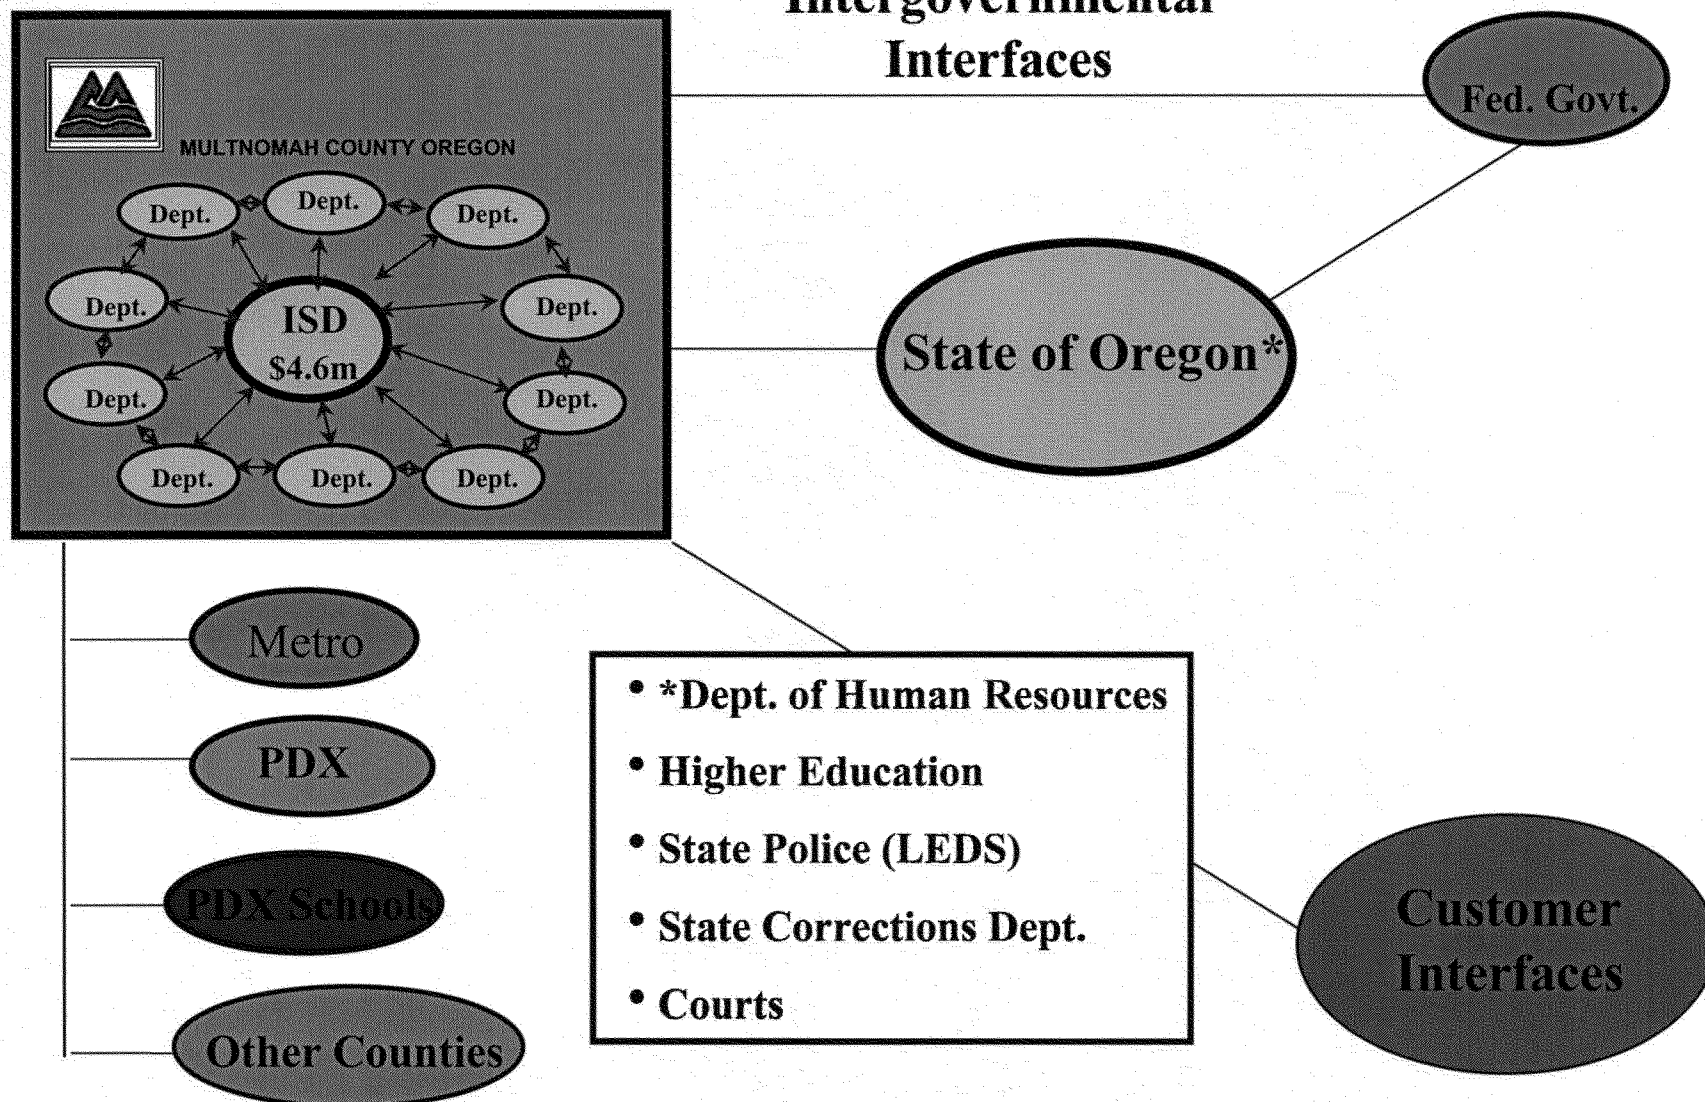 Intergovernmental
Interfaces
Fed. Govt.
MULTNOMAH COUNTY OREGON
Dept.
Dept.
Dept.
Dept.
Dept.
ISD
$4.6m
Dept.
Dept.
Dept.
Dept.
Dept.
State of Oregon*
Metro
PDX
PDX Schools
Other Counties
• *Dept. of Human Resources
• Higher Education
• State Police (LEDS)
• State Corrections Dept.
• Courts
Customer
Interfaces